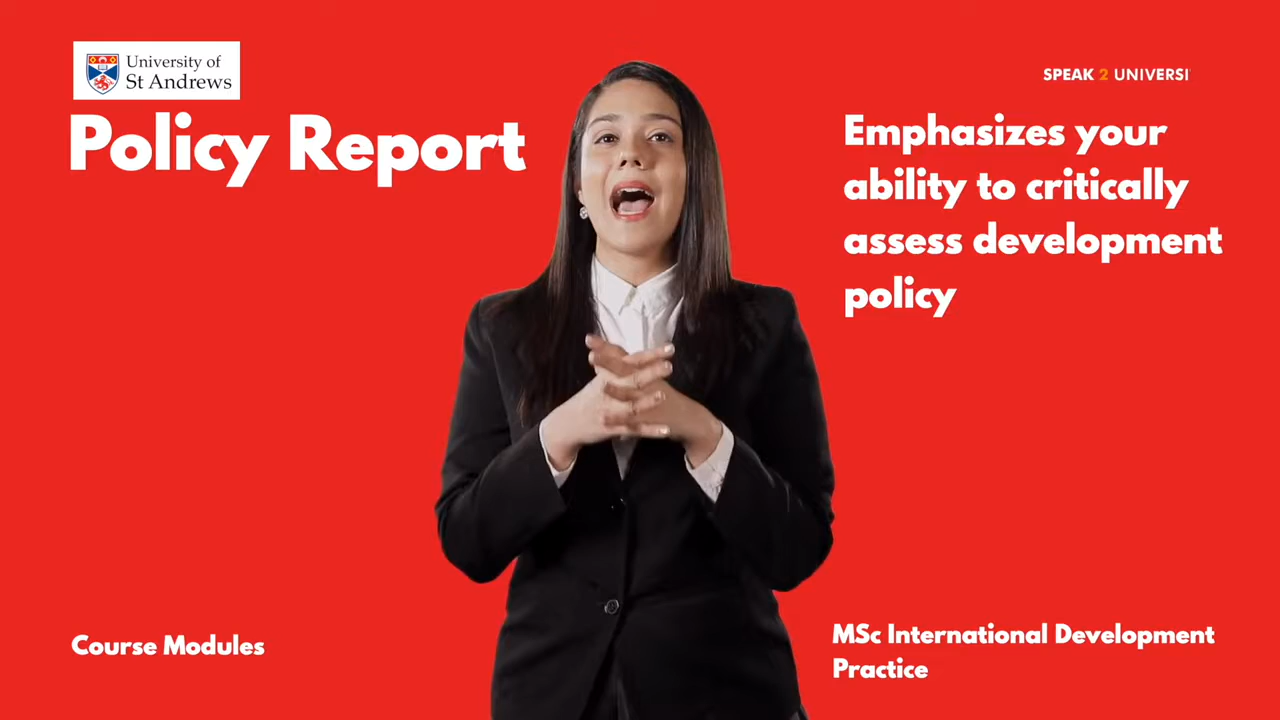 University of
St Andrews
Policy Report
SPEAK 2 UNIVERSI
Emphasizes your
ability to critically
assess development
policy
Course Modules
MSc International Development
Practice